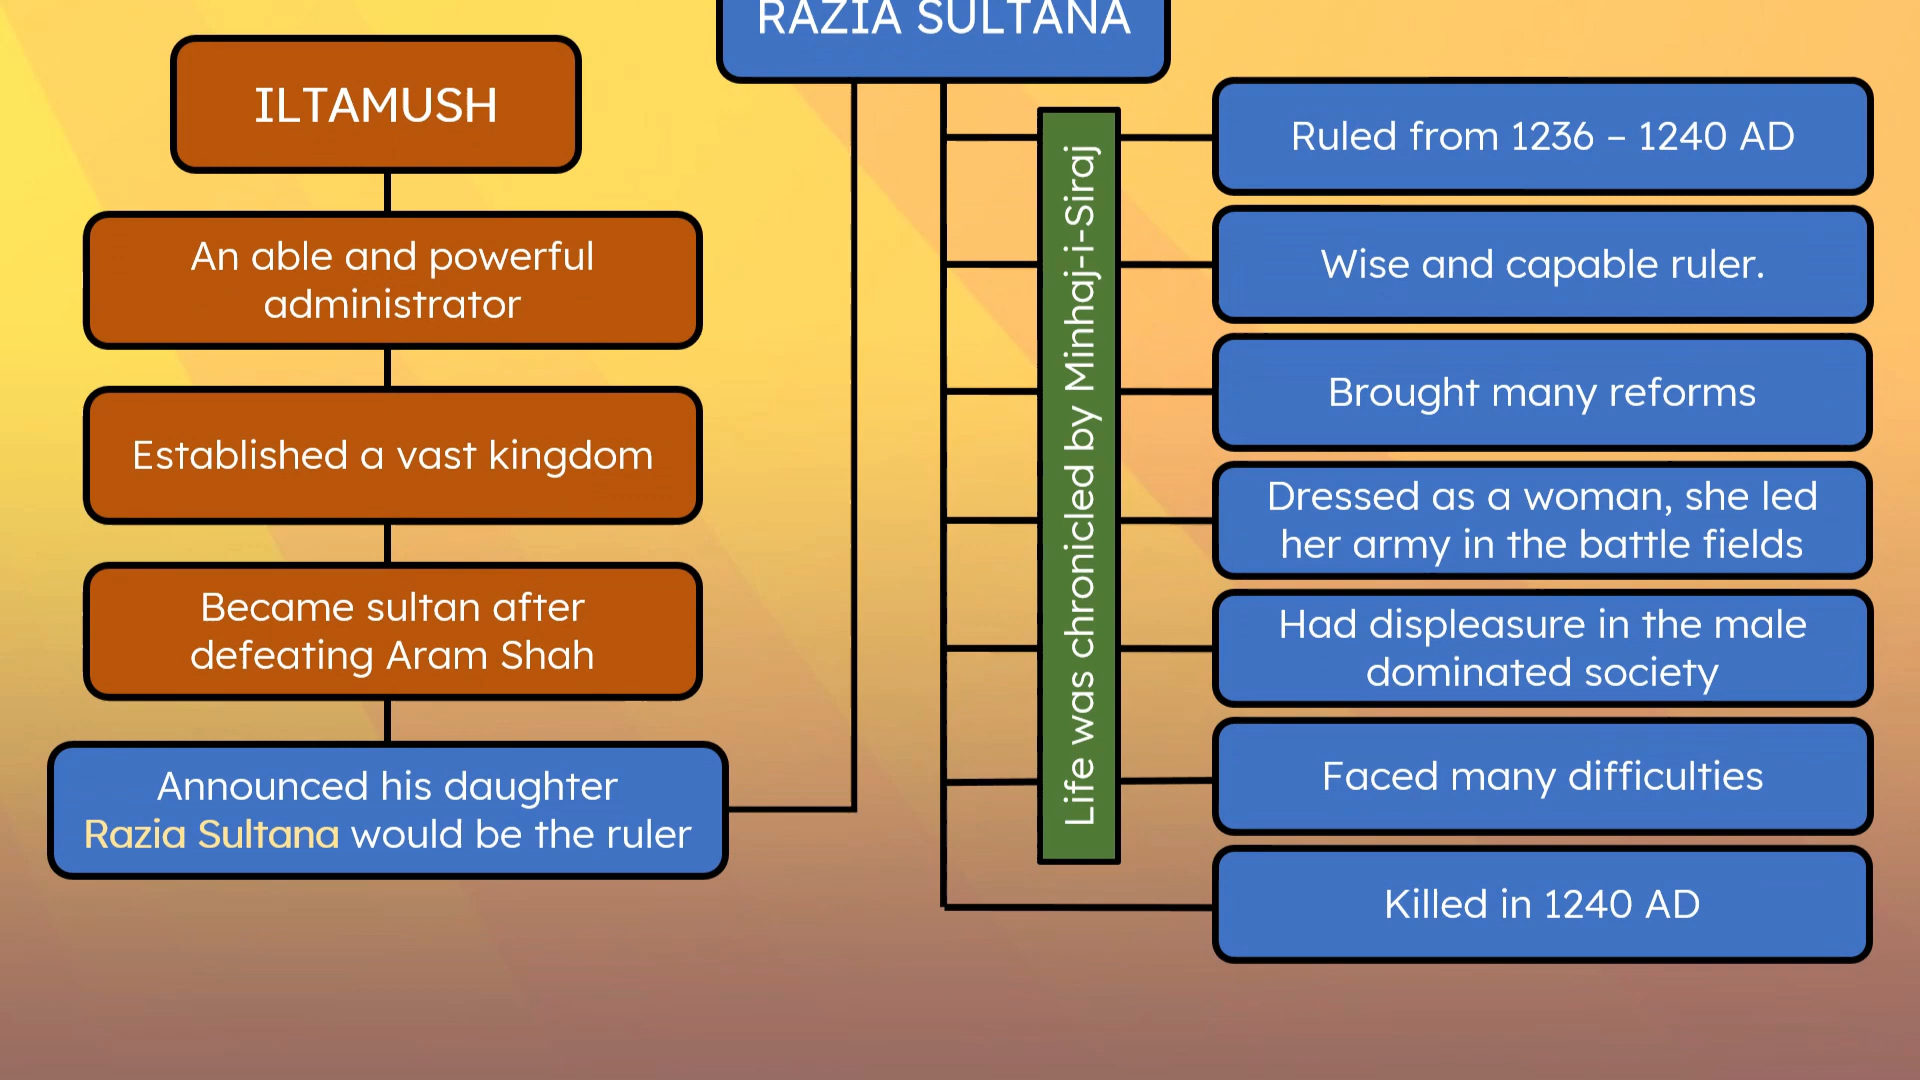 RAZIA SULTANA
ILTAMUSH
An able and powerful
administrator
Established a vast kingdom
Became sultan after
defeating Aram Shah
Announced his daughter
Razia Sultana would be the ruler
Life was chronicled by Minhaj-i-Siraj
Ruled from 1236 – 1240 AD
Wise and capable ruler.
Brought many reforms
Dressed as a woman, she led
her army in the battle fields
Had displeasure in the male
dominated society
Faced many difficulties
Killed in 1240 AD